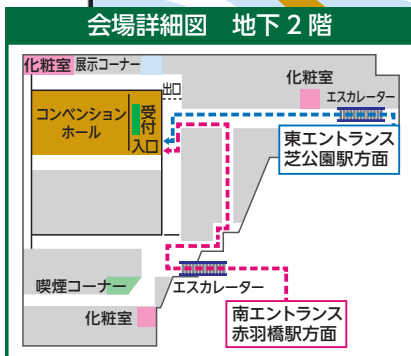 会場詳細図 地下2階
化粧室 展示コーナー
出口
化粧室
エスカレーター
コンベンション
ホール
受付
入口
東エントランス
芝公園駅方面
喫煙コーナー
エスカレーター
化粧室
南エントランス
赤羽橋駅方面